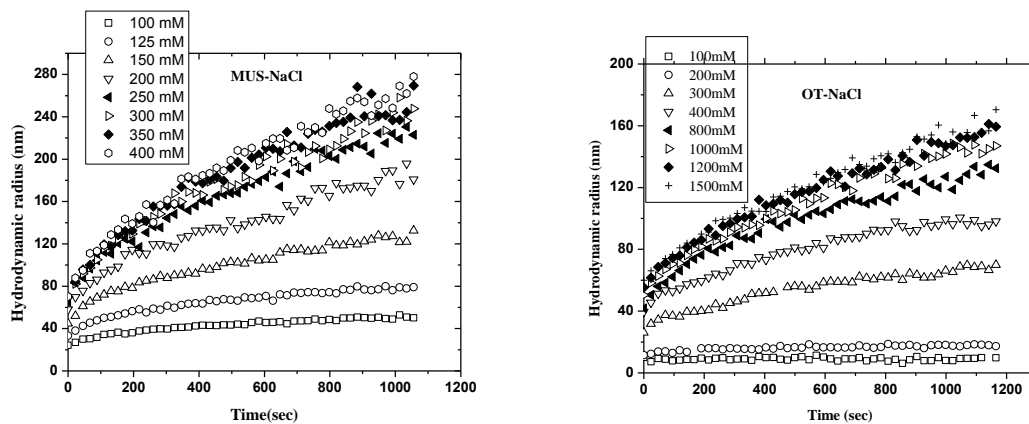 100 mM
125 mM
150 mM
200 mM
250 mM
300 mM
350 mM
400 mM
MUS-NaCl
280
240
200
160
120
80
40
0
0 200 400 600 800 1000 1200
Hydrodynamic radius (nm)
Time(sec)
100mM
200mM
300mM
400mM
800mM
1000mM
1200mM
1500mM
OT-NaCl
200
160
120
80
40
0
0 200 400 600 800 1000 1200
Hydrodynamic radius (nm)
Time (sec)